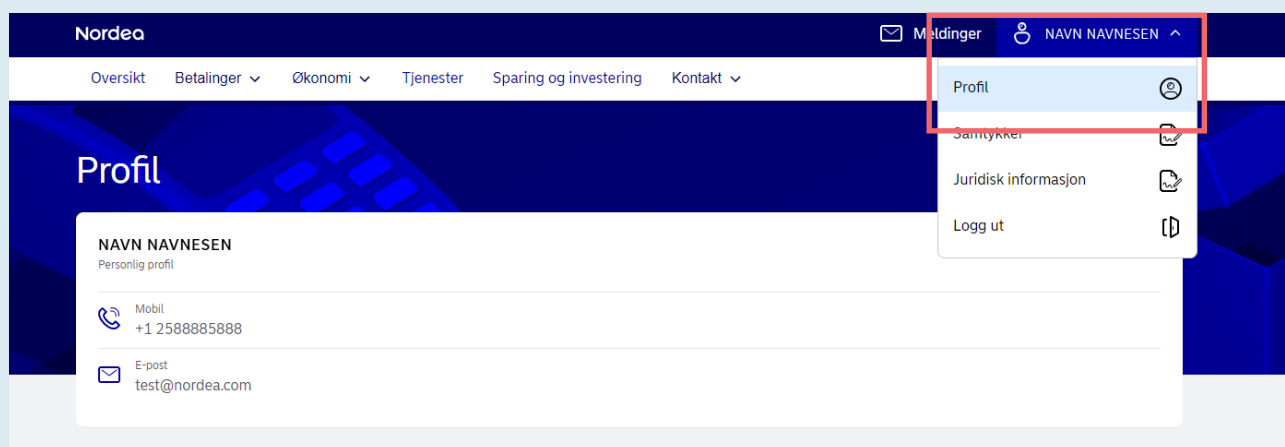 Nordea
Meldinger
NAVN NAVNESEN
Oversikt Betalinger Økonomi Tjenester Sparing og investering Kontakt
Profil
Samtykker
Juridisk informasjon
Logg ut
Profil
NAVN NAVNESEN
Personlig profil
Mobil
+1 2588885888
E-post
test@nordea.com